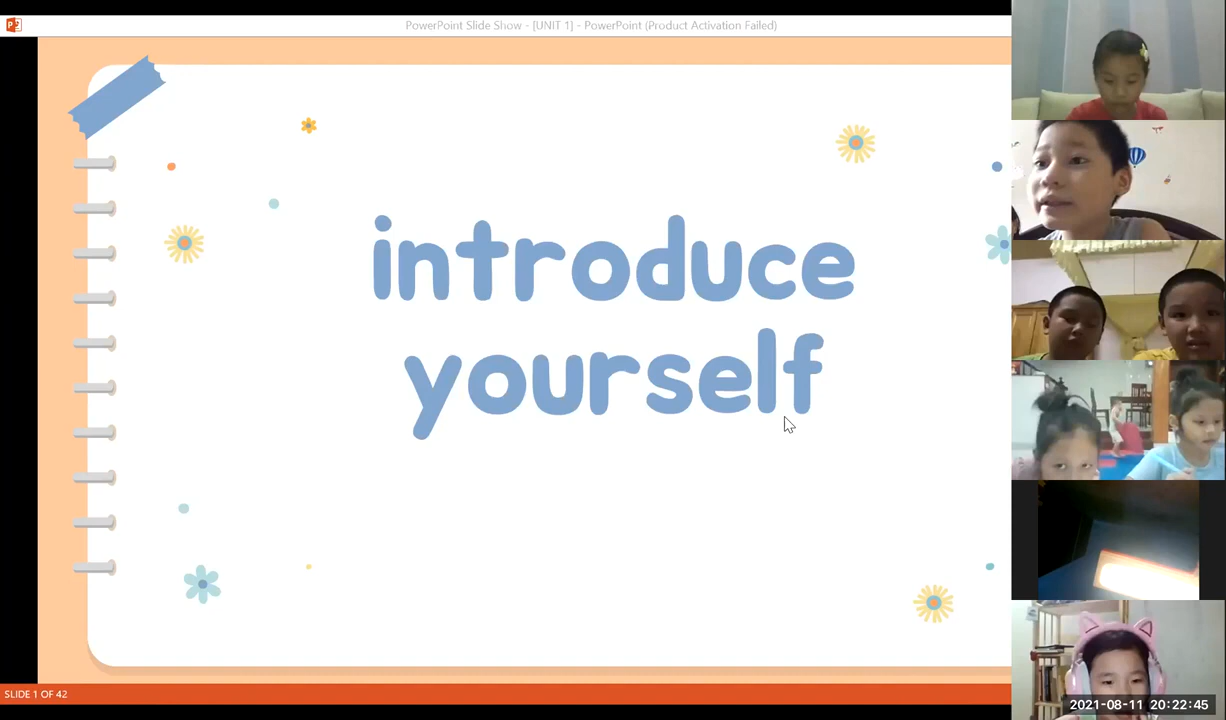 PowerPoint Slide Show - [UNIT 1] - PowerPoint (Product Activation Failed)
introduce
yourself
SLIDE 1 OF 42
2021-08-11 20:22:45